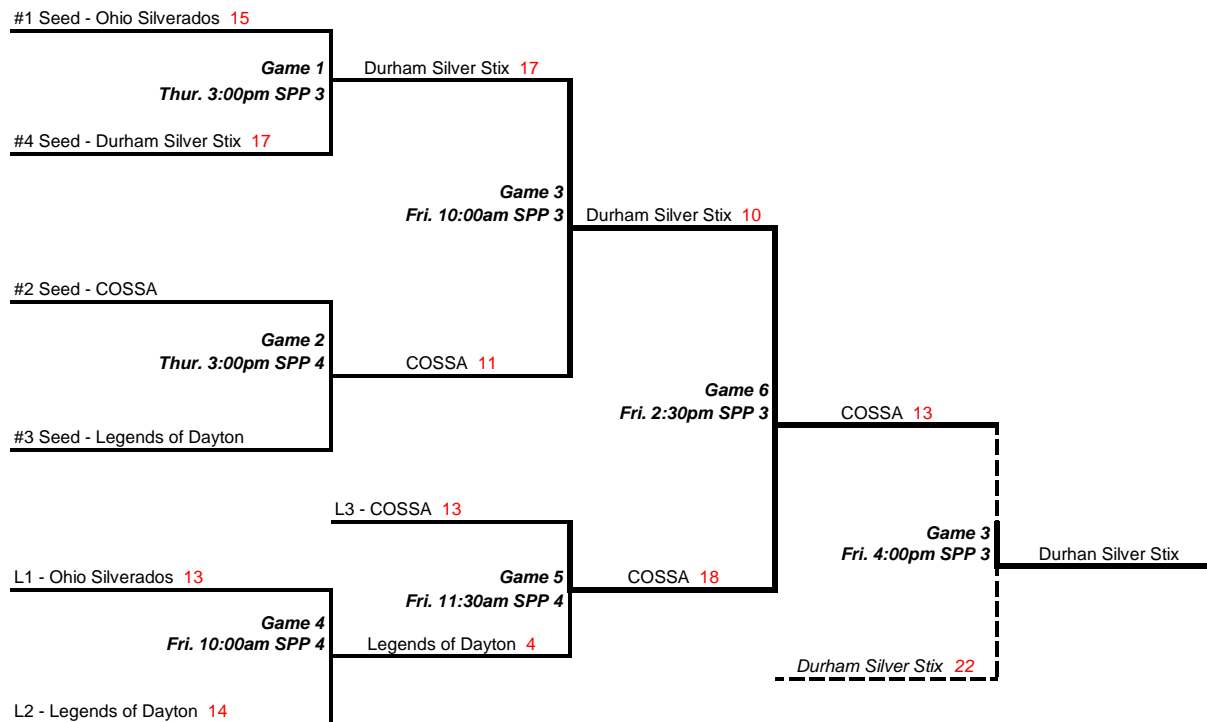 #1 Seed - Ohio Silverados 15
Game 1
Thur. 3:00pm SPP 3
Durham Silver Stix 17
#4 Seed - Durham Silver Stix 17
Game 3
Fri. 10:00am SPP 3
Durham Silver Stix 10
#2 Seed - COSSA
Game 2
Thur. 3:00pm SPP 4
COSSA 11
#3 Seed - Legends of Dayton
Game 6
Fri. 2:30pm SPP 3
COSSA 13
L3 - COSSA 13
Game 3
Fri. 4:00pm SPP 3
Durhan Silver Stix
L1 - Ohio Silverados 13
Game 5
Fri. 11:30am SPP 4
COSSA 18
Game 4
Fri. 10:00am SPP 4
Legends of Dayton 4
Durham Silver Stix 22
L2 - Legends of Dayton 14